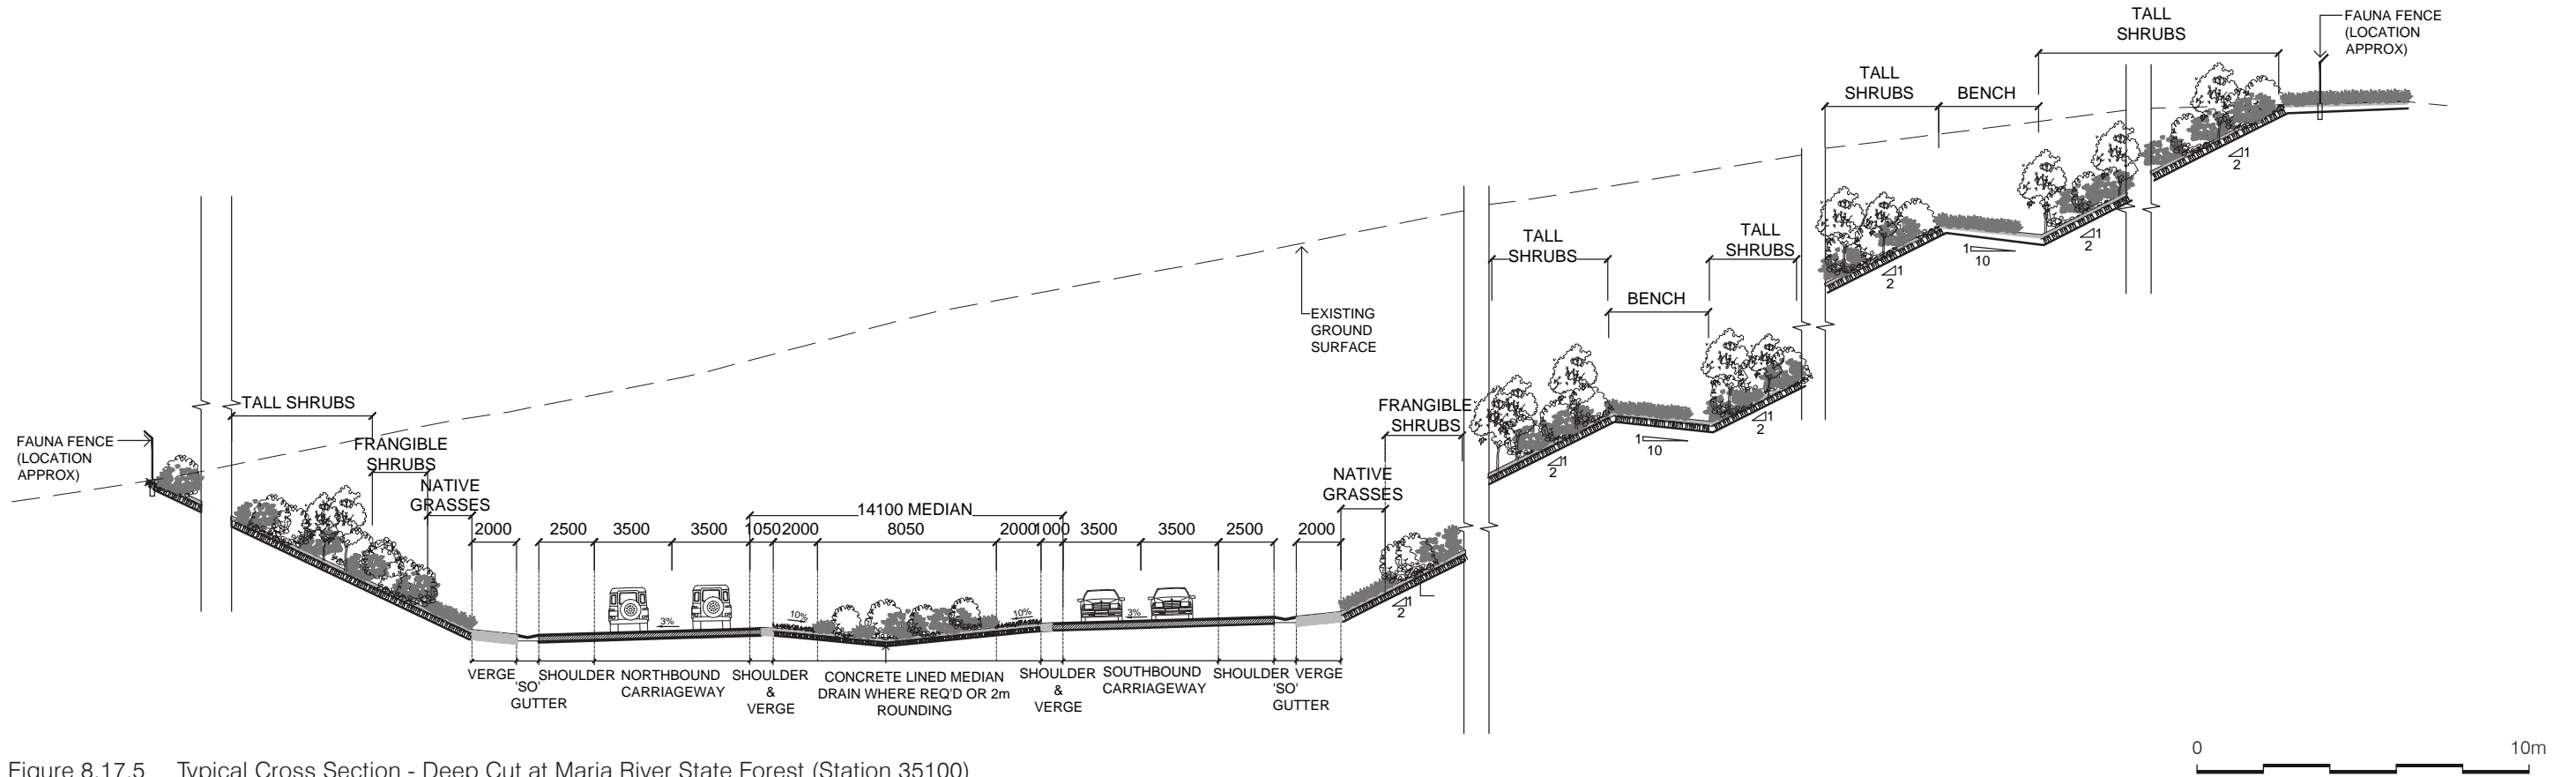 TALL
SHRUBS
FAUNA FENCE
(LOCATION
APPROX)
TALL
SHRUBS
BENCH
1
2
1
2
1
10
1
2
TALL
SHRUBS
TALL
SHRUBS
BENCH
1
2
1
10
1
2
EXISTING
GROUND
SURFACE
FAUNA FENCE
(LOCATION
APPROX)
TALL SHRUBS
FRANGIBLE
SHRUBS
NATIVE
GRASSES
FRANGIBLE
SHRUBS
NATIVE
GRASSES
14100 MEDIAN
2000
2500
3500
3500
1050
2000
8050
2000
1000
3500
3500
2500
2000
3%
10%
10%
3%
1
2
VERGE
'SO'
GUTTER
SHOULDER
NORTHBOUND
CARRIAGEWAY
SHOULDER
&
VERGE
CONCRETE LINED MEDIAN
DRAIN WHERE REQ'D OR 2m
ROUNDING
SHOULDER
&
VERGE
SOUTHBOUND
CARRIAGEWAY
SHOULDER
'SO'
GUTTER
VERGE
0
10m
Figure 8.17.5 Typical Cross Section - Deep Cut at Maria River State Forest (Station 35100)